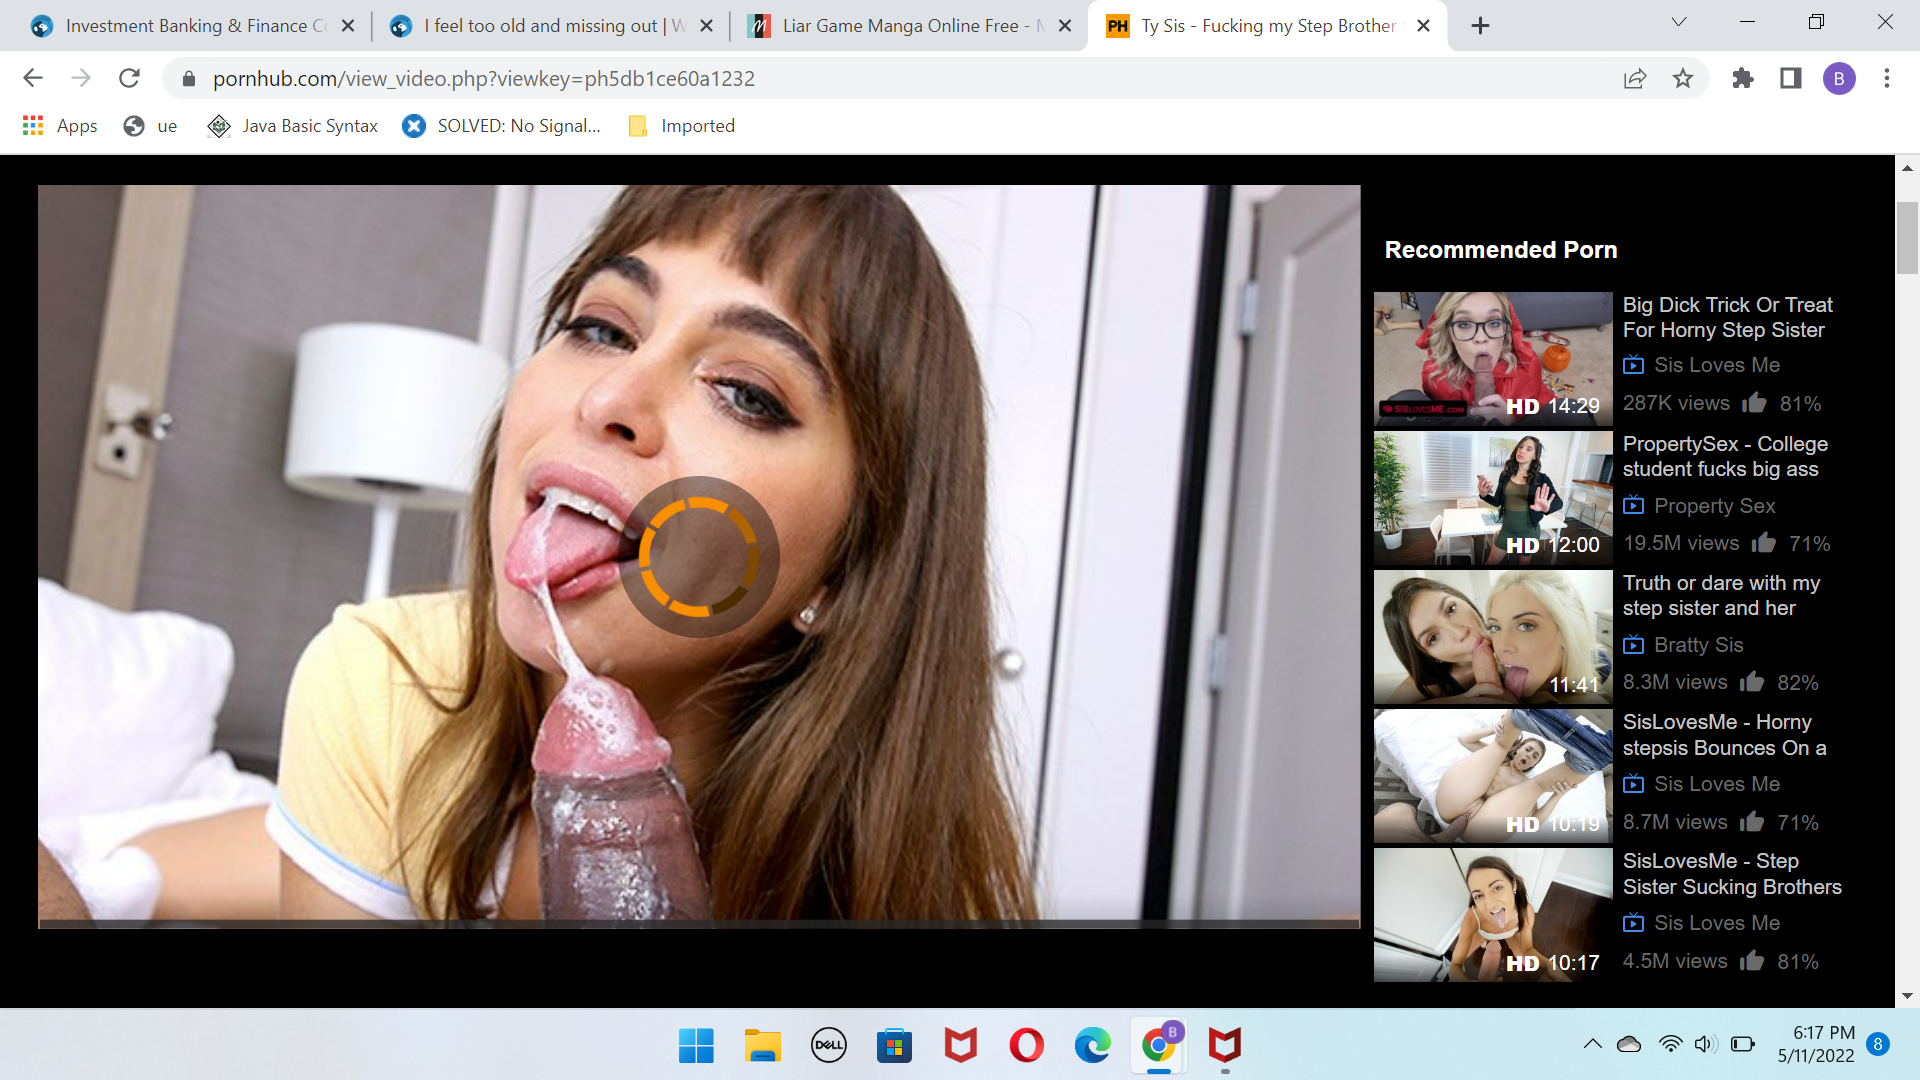 Investment Banking & Finance C
I feel too old and missing out | W
Liar Game Manga Online Free - M
PH
Ty Sis - Fucking my Step Brother
pornhub.com/view_video.php?viewkey=ph5db1ce60a1232
B
Apps
ue
Java Basic Syntax
SOLVED: No Signal...
Imported
Recommended Porn
SISLOVESME.COM
HD 14:29
Big Dick Trick Or Treat
For Horny Step Sister
Sis Loves Me
287K views 81%
HD 12:00
PropertySex - College
student fucks big ass
Property Sex
19.5M views 71%
11:41
Truth or dare with my
step sister and her
Bratty Sis
8.3M views 82%
HD 10:19
SisLovesMe - Horny
stepsis Bounces On a
Sis Loves Me
8.7M views 71%
HD 10:17
SisLovesMe - Step
Sister Sucking Brothers
Sis Loves Me
4.5M views 81%
DELL
B
6:17 PM
5/11/2022
8